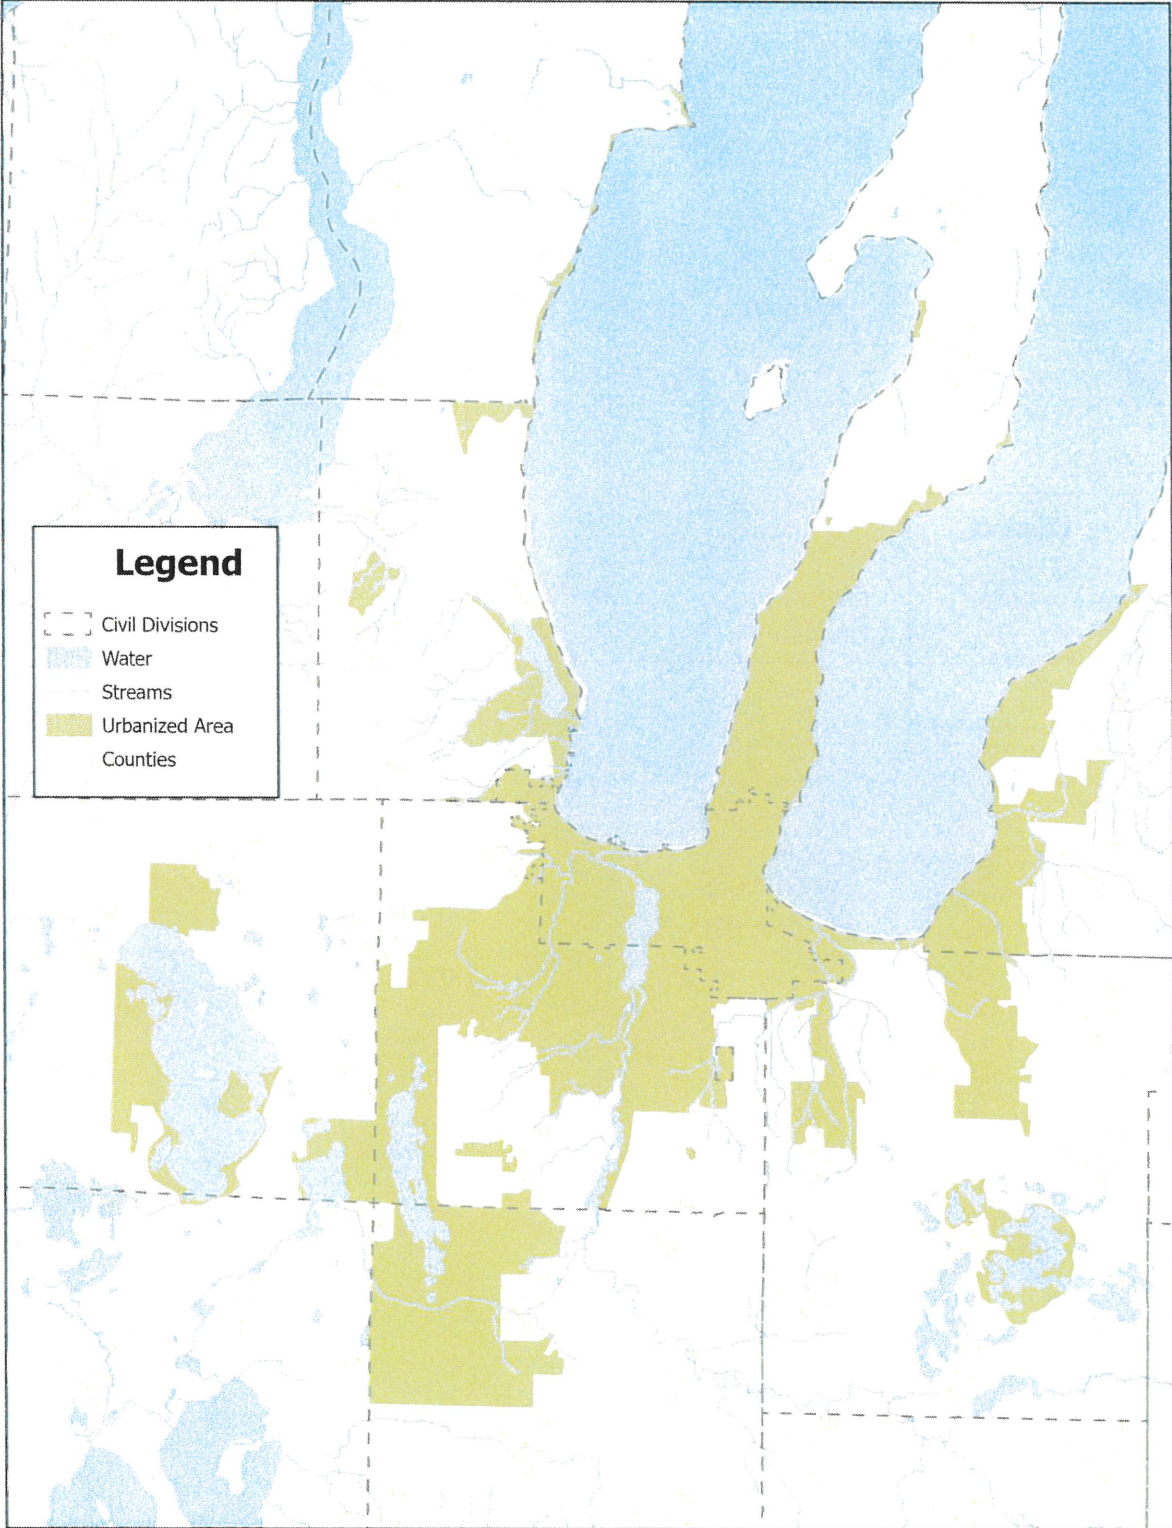 Legend
Civil Divisions
Water
Streams
Urbanized Area
Counties